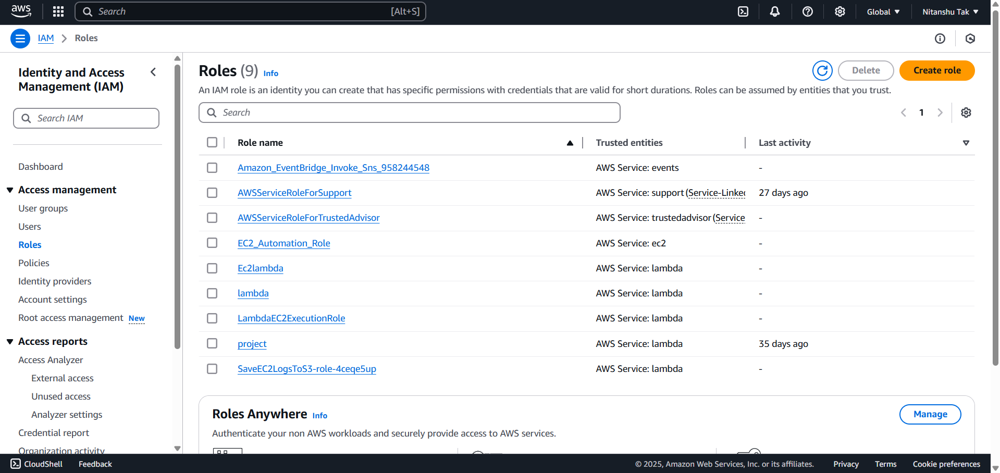 aws
Search [Alt+S]
Global
Nitanshu Tak
IAM
Roles
Identity and Access
Management (IAM)
Search IAM
Dashboard
Access management
User groups
Users
Roles
Policies
Identity providers
Account settings
Root access management New
Access reports
Access Analyzer
External access
Unused access
Analyzer settings
Credential report
Organization activity
Roles (9) Info
Delete
Create role
An IAM role is an identity you can create that has specific permissions with credentials that are valid for short durations. Roles can be assumed by entities that you trust.
Search
1
Role name Trusted entities Last activity
Amazon_EventBridge_Invoke_Sns_958244548 AWS Service: events -
AWSServiceRoleForSupport AWS Service: support (Service-Linked 27 days ago
AWSServiceRoleForTrustedAdvisor AWS Service: trustedadvisor (Service -
EC2_Automation_Role AWS Service: ec2 -
Ec2lambda AWS Service: lambda -
lambda AWS Service: lambda -
LambdaEC2ExecutionRole AWS Service: lambda -
project AWS Service: lambda 35 days ago
SaveEC2LogsToS3-role-4ceqe5up AWS Service: lambda -
Roles Anywhere Info
Manage
Authenticate your non AWS workloads and securely provide access to AWS services.
CloudShell Feedback © 2025, Amazon Web Services, Inc. or its affiliates. Privacy Terms Cookie preferences